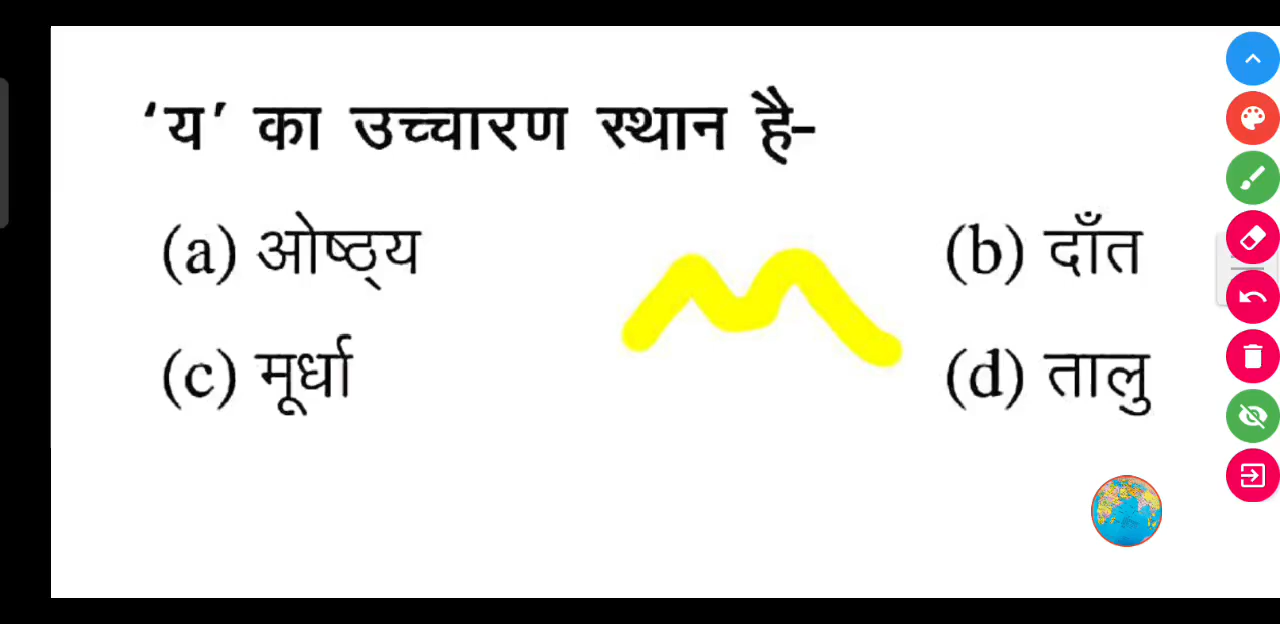 ‘य’ का उच्चारण स्थान है-
(a) ओष्ठ्य (b) दाँत
(c) मूर्धा (d) तालु